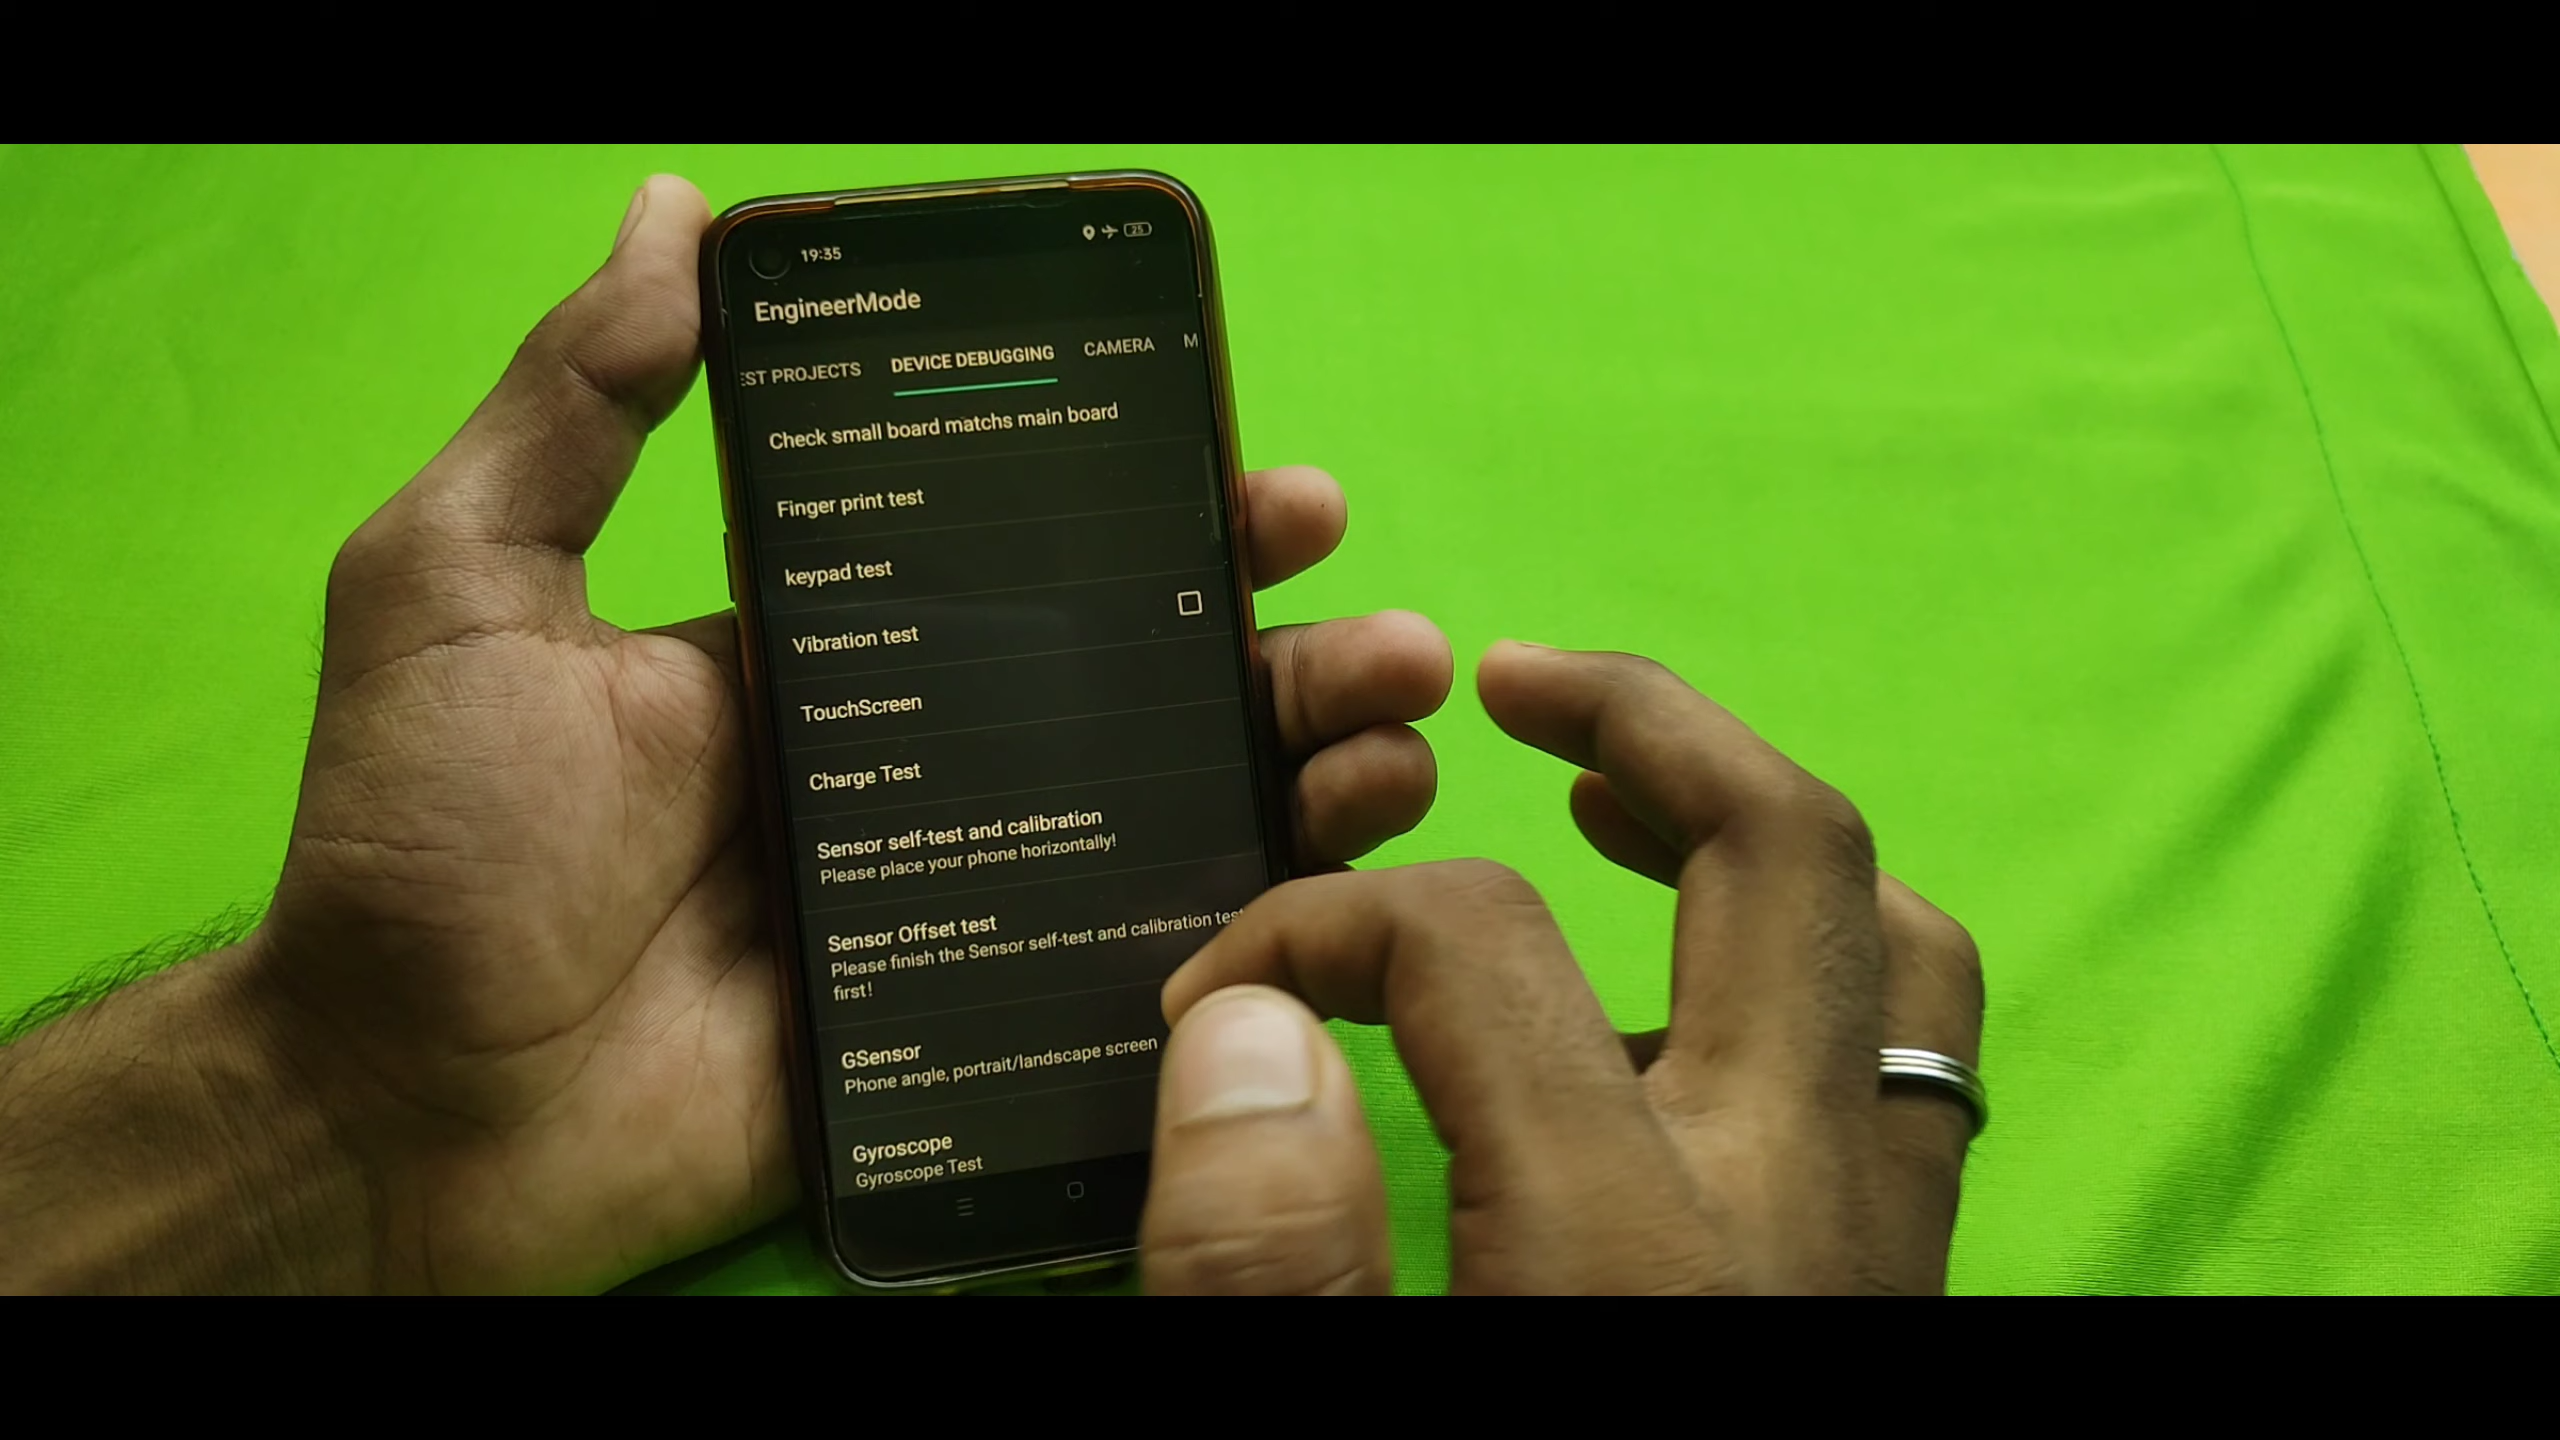 19:35
25
EngineerMode
EST PROJECTS DEVICE DEBUGGING CAMERA M
Check small board matchs main board
Finger print test
keypad test
Vibration test
TouchScreen
Charge Test
Sensor self-test and calibration
Please place your phone horizontally!
Sensor Offset test
Please finish the Sensor self-test and calibration test
first!
GSensor
Phone angle, portrait/landscape screen
Gyroscope
Gyroscope Test